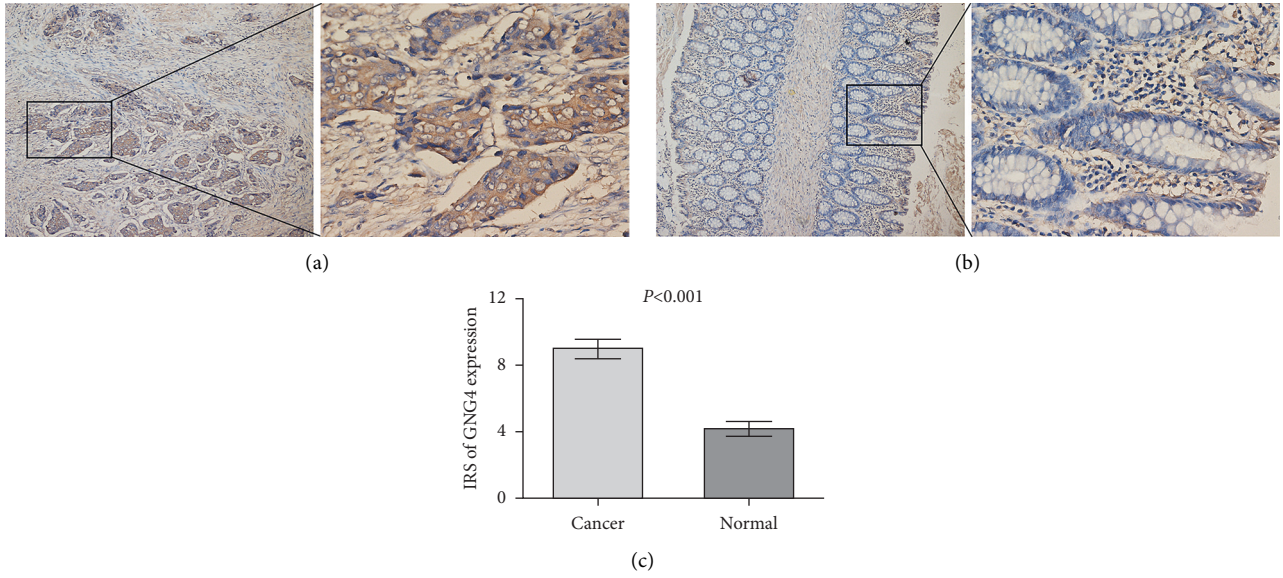 (a)
(b)
P<0.001
IRS of GNG4 expression
12
8
4
0
Cancer
Normal
(c)